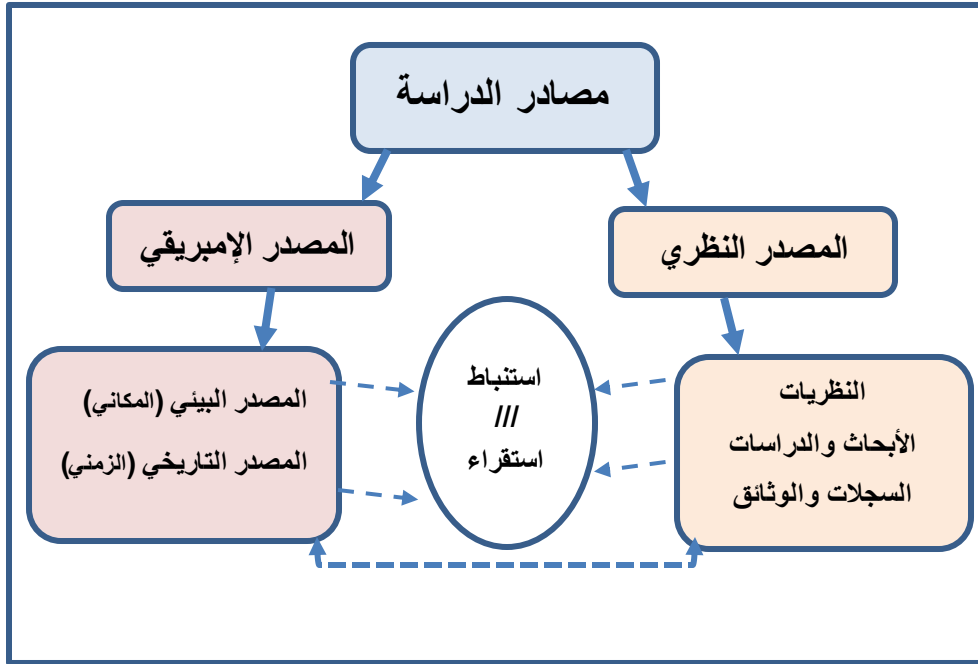 مصادر الدراسة
المصدر النظري
المصدر الإمبريقي
النظريات
الأبحاث والدراسات
السجلات والوثائق
استنباط
///
استقراء
المصدر البيئي (المكاني)
المصدر التاريخي (الزمني)